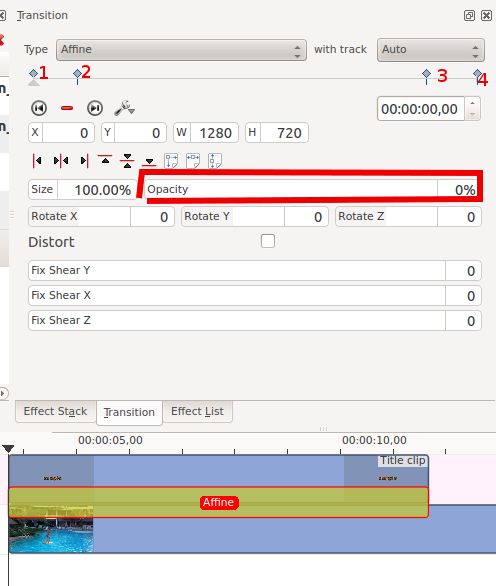 Transition
Type Affine with track Auto
1 2 3 4
00:00:00,00
X 0 Y 0 W 1280 H 720
Size 100.00% Opacity 0%
Rotate X 0 Rotate Y 0 Rotate Z 0
Distort
Fix Shear Y 0
Fix Shear X 0
Fix Shear Z 0
Effect Stack Transition Effect List
00:00:05,00 00:00:10,00
Title clip
sample sample
Affine